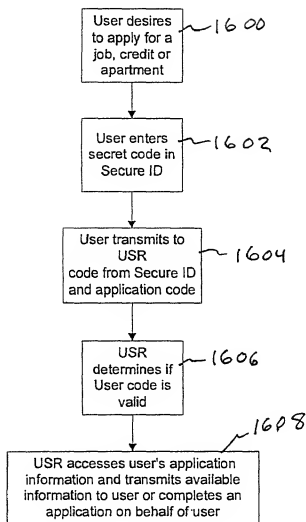 User desires
to apply for a
job, credit or
apartment
1600
User enters
secret code in
Secure ID
1602
User transmits to
USR
code from Secure ID
and application code
1604
USR
determines if
User code is
valid
1606
USR accesses user's application
information and transmits available
information to user or completes an
application on behalf of user
1608